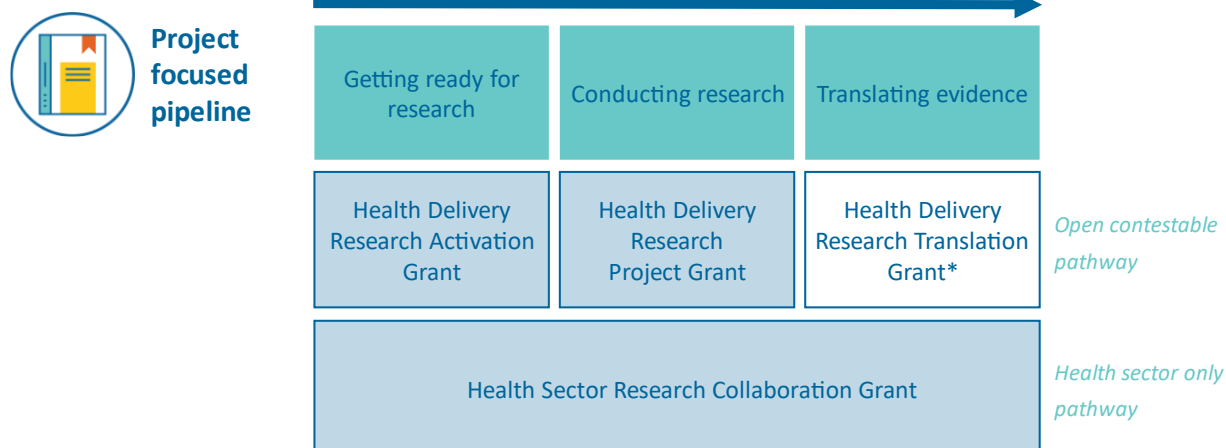 Project
focused
pipeline
Getting ready for
research
Conducting research
Translating evidence
Health Delivery
Research Activation
Grant
Health Delivery
Research
Project Grant
Health Delivery
Research Translation
Grant*
Open contestable
pathway
Health Sector Research Collaboration Grant
Health sector only
pathway